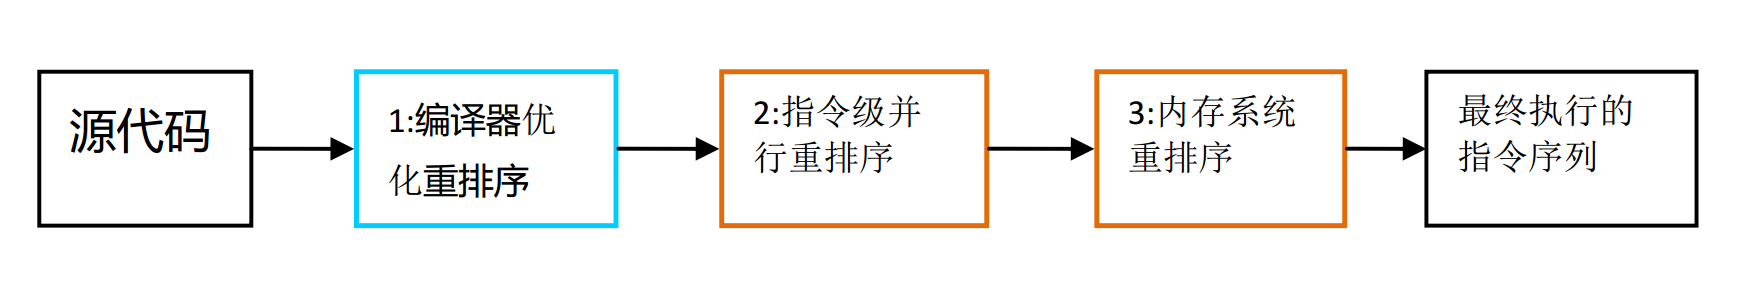 源代码
1:编译器优
化重排序
2:指令级并
行重排序
3:内存系统
重排序
最终执行的
指令序列